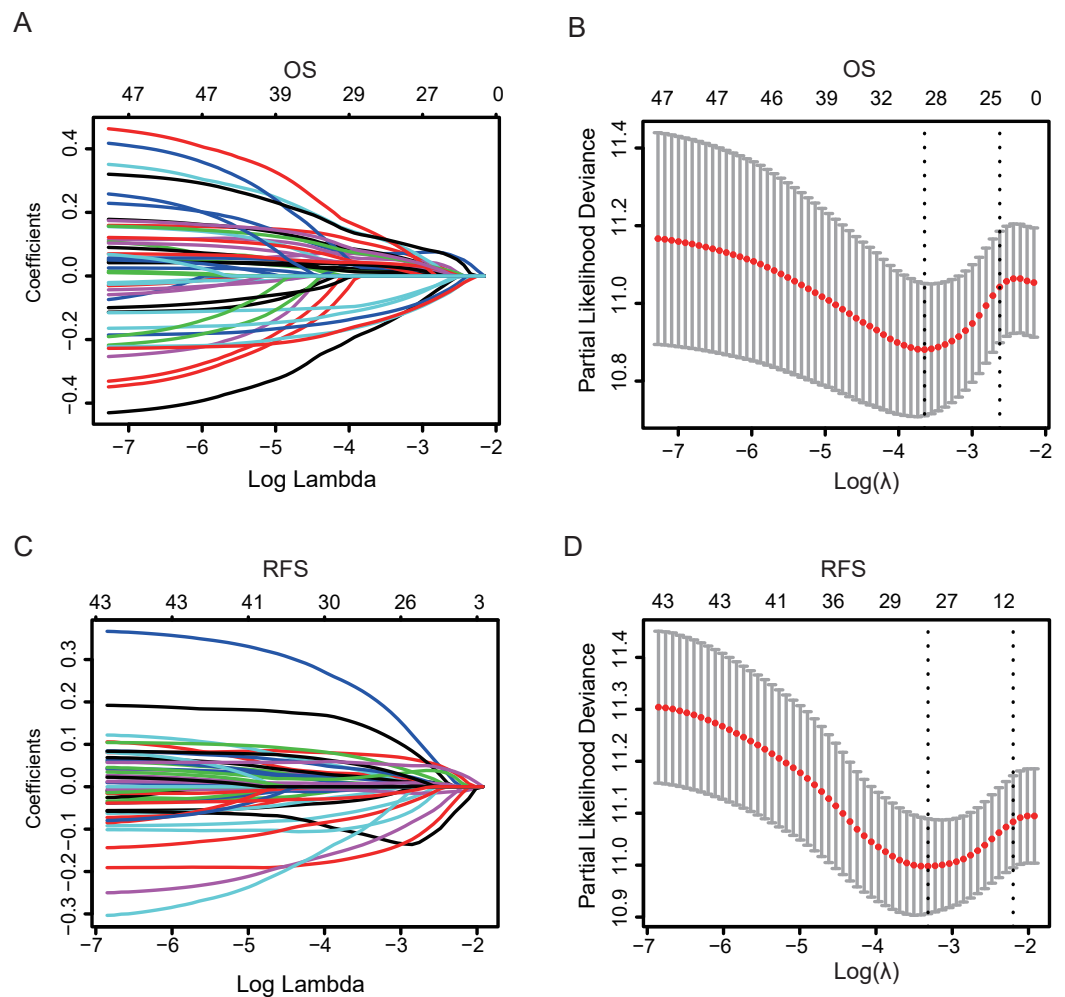 A
OS
47 47 39 29 27 0
Coefficients
0.4
0.2
0.0
−0.2
−0.4
−7 −6 −5 −4 −3 −2
Log Lambda
B
OS
47 47 46 39 32 28 25 0
Partial Likelihood Deviance
11.4
11.2
11.0
10.8
−7 −6 −5 −4 −3 −2
Log(λ)
C
RFS
43 43 41 30 26 3
Coefficients
0.3
0.2
0.1
0.0
−0.1
−0.2
−0.3
−7 −6 −5 −4 −3 −2
Log Lambda
D
RFS
43 43 41 36 29 27 12
Partial Likelihood Deviance
11.4
11.3
11.2
11.1
11.0
10.9
−7 −6 −5 −4 −3 −2
Log(λ)